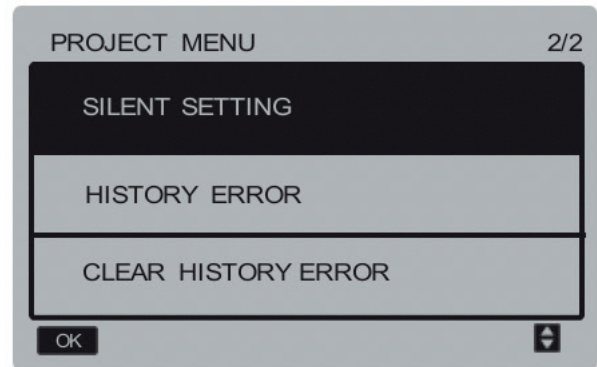 PROJECT MENU 2/2
SILENT SETTING
HISTORY ERROR
CLEAR HISTORY ERROR
OK